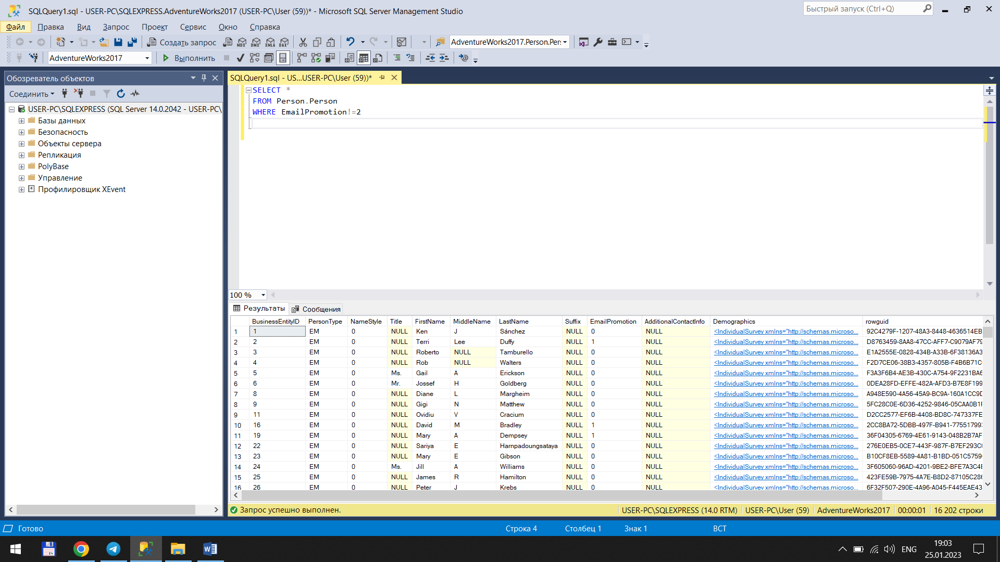 SQLQuery1.sql - USER-PC\SQLEXPRESS.AdventureWorks2017 (USER-PC\User (59))* - Microsoft SQL Server Management Studio
Быстрый запуск (Ctrl+Q)
Файл Правка Вид Запрос Проект Сервис Окно Справка
Создать запрос MDX DMX XMLA DAX AdventureWorks2017.Person.Per:
AdventureWorks2017 Выполнить
Обозреватель объектов
Соединить
USER-PC\SQLEXPRESS (SQL Server 14.0.2042 - USER-PC\
Базы данных
Безопасность
Объекты сервера
Репликация
PolyBase
Управление
Профилировщик XEvent
SQLQuery1.sql - US...USER-PC\User (59))*
SELECT *
FROM Person.Person
WHERE EmailPromotion!=2
100 %
Результаты Сообщения
BusinessEntityID PersonType NameStyle Title FirstName MiddleName LastName Suffix EmailPromotion AdditionalContactInfo Demographics rowguid
1 1 EM 0 NULL Ken J Sánchez NULL 0 NULL <IndividualSurvey xmlns="http://schemas.microso... 92C4279F-1207-48A3-8448-4636514EB
2 2 EM 0 NULL Terri Lee Duffy NULL 1 NULL <IndividualSurvey xmlns="http://schemas.microso... D8763459-8AA8-47CC-AFF7-C9079AF79
3 3 EM 0 NULL Roberto NULL Tamburello NULL 0 NULL <IndividualSurvey xmlns="http://schemas.microso... E1A2555E-0828-434B-A33B-6F38136A3
4 4 EM 0 NULL Rob NULL Walters NULL 0 NULL <IndividualSurvey xmlns="http://schemas.microso... F2D7CE06-38B3-4357-805B-F4B6B71C
5 5 EM 0 Ms. Gail A Erickson NULL 0 NULL <IndividualSurvey xmlns="http://schemas.microso... F3A3F6B4-AE3B-430C-A754-9F2231BA6
6 6 EM 0 Mr. Jossef H Goldberg NULL 0 NULL <IndividualSurvey xmlns="http://schemas.microso... 0DEA28FD-EFFE-482A-AFD3-B7E8F199
7 8 EM 0 NULL Diane L Margheim NULL 0 NULL <IndividualSurvey xmlns="http://schemas.microso... A948E590-4A56-45A9-BC9A-160A1CC9D
8 9 EM 0 NULL Gigi N Matthew NULL 0 NULL <IndividualSurvey xmlns="http://schemas.microso... 5FC28C0E-6D36-4252-9846-05CAA0B1F
9 11 EM 0 NULL Ovidiu V Cracium NULL 0 NULL <IndividualSurvey xmlns="http://schemas.microso... D2CC2577-EF6B-4408-BD8C-747337FE
10 16 EM 0 NULL David M Bradley NULL 1 NULL <IndividualSurvey xmlns="http://schemas.microso... 2CC8BA72-5DBB-497F-B941-775517993
11 19 EM 0 NULL Mary A Dempsey NULL 1 NULL <IndividualSurvey xmlns="http://schemas.microso... 36F04305-6769-4E61-9143-048B2B7AF
12 22 EM 0 NULL Sariya E Harnpadoungsataya NULL 0 NULL <IndividualSurvey xmlns="http://schemas.microso... 276E0EB5-0CE7-443F-987F-B7EF293C
13 23 EM 0 NULL Mary E Gibson NULL 0 NULL <IndividualSurvey xmlns="http://schemas.microso... B10CF8EB-5589-4A81-B1BD-051C5759
14 24 EM 0 Ms. Jill A Williams NULL 0 NULL <IndividualSurvey xmlns="http://schemas.microso... 3F605060-96AD-4201-9BE2-BFE7A3C4E
15 25 EM 0 NULL James R Hamilton NULL 0 NULL <IndividualSurvey xmlns="http://schemas.microso... 423FE59B-7975-4A7E-B8D2-87105C286
16 26 EM 0 NULL Peter J Krebs NULL 0 NULL <IndividualSurvey xmlns="http://schemas.microso... 6F32F507-290E-4A96-A045-F445EAE43
Запрос успешно выполнен. USER-PC\SQLEXPRESS (14.0 RTM) USER-PC\User (59) AdventureWorks2017 00:00:01 16 202 строки
Готово Строка 4 Столбец 1 Знак 1 ВСТ
64 ENG 19:03
25.01.2023